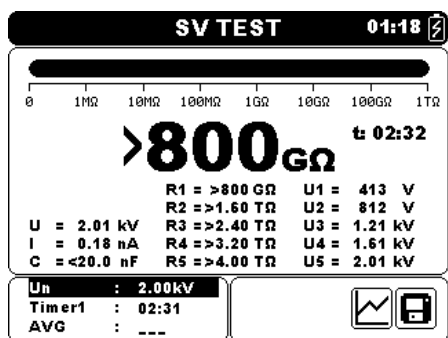 SV TEST 01:18
0 1MΩ 10MΩ 100MΩ 1GΩ 10GΩ 100GΩ 1TΩ
>800GΩ t: 02:32
R1 = >800 GΩ U1 = 413 V
R2 =>1.60 TΩ U2 = 812 V
U = 2.01 kV R3 =>2.40 TΩ U3 = 1.21 kV
I = 0.18 nA R4 =>3.20 TΩ U4 = 1.61 kV
C =<20.0 nF R5 =>4.00 TΩ U5 = 2.01 kV
Un : 2.00kV
Timer1 : 02:31
AVG : ---